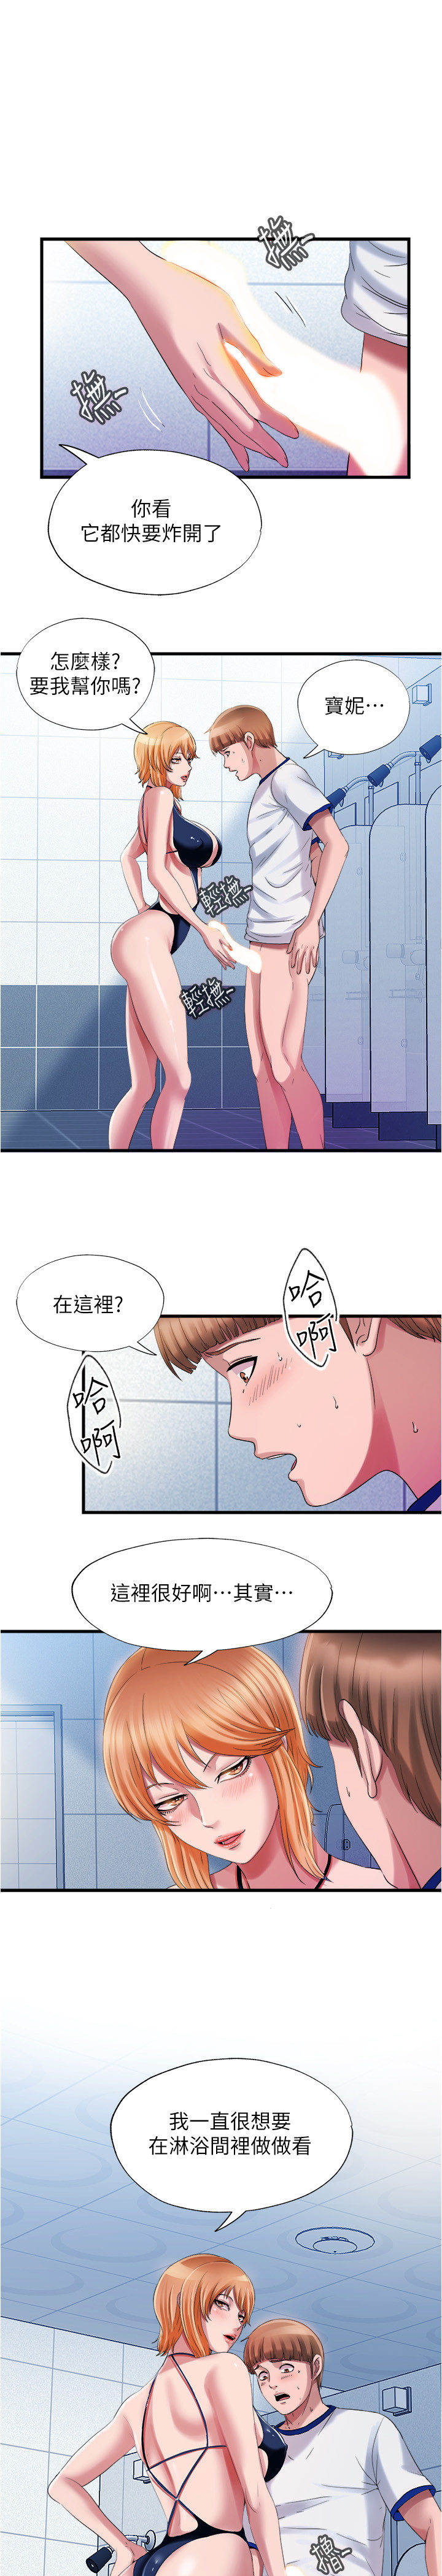 撫~
撫~
你看
它都快要炸開了
怎麼樣?
要我幫你嗎?
寶妮…
輕撫~
輕撫~
在這裡?
哈啊
哈啊
這裡很好啊…其實…
我一直很想要
在淋浴間裡做做看